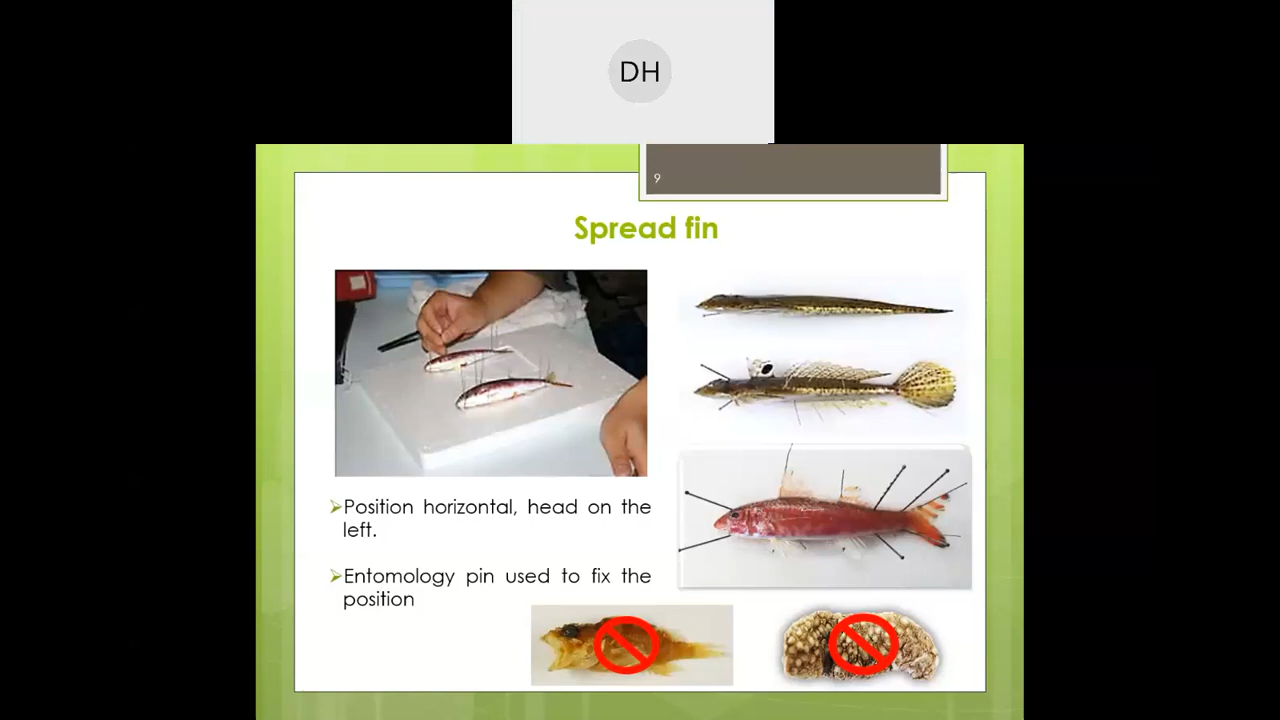 DH
9
Spread fin
➢Position horizontal, head on the
left.
➢Entomology pin used to fix the
position